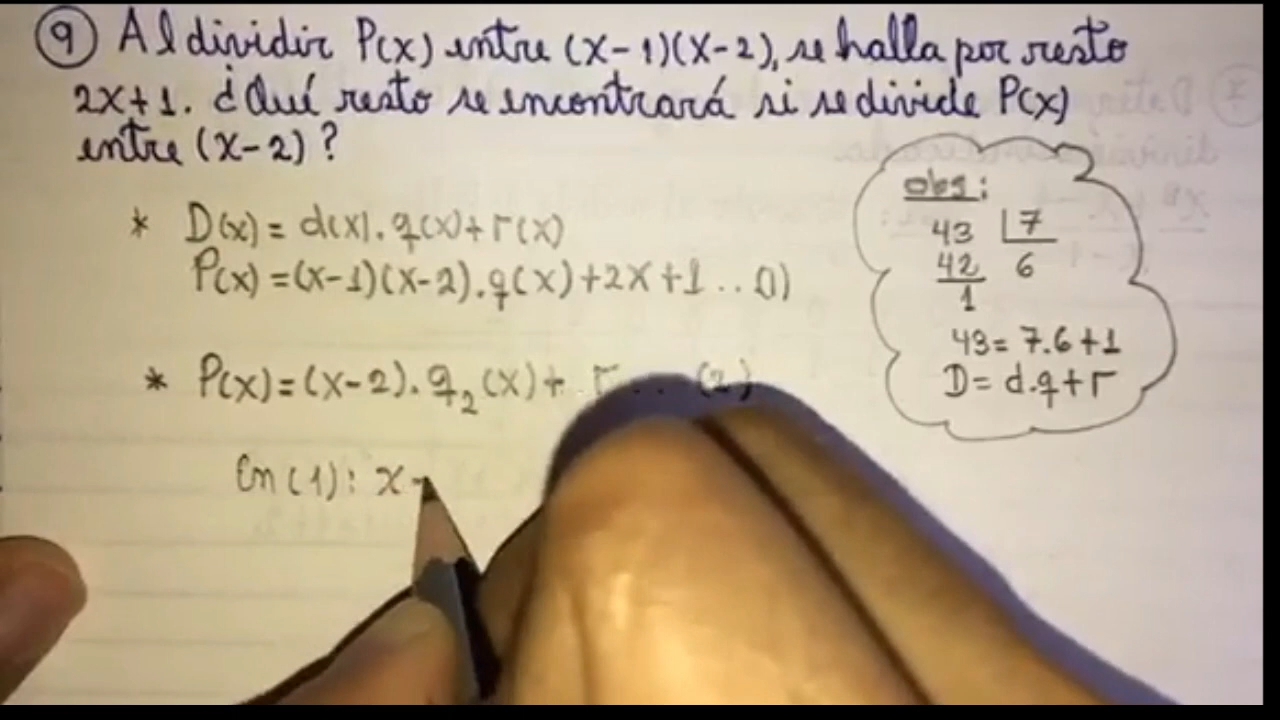 9 Al dividir P(x) entre (x-1)(x-2), se halla por resto
2x+1. ¿Qué resto se encontrará si se divide P(x)
entre (x-2)?
* D(x) = d(x).q(x)+r(x)
P(x) = (x-1)(x-2).q(x)+2x+1 ..1)
* P(x) = (x-2).q₂(x)+ r... (2)
En (1): x
obs:
43 7
42 6
1
43 = 7.6+1
D = d.q+r